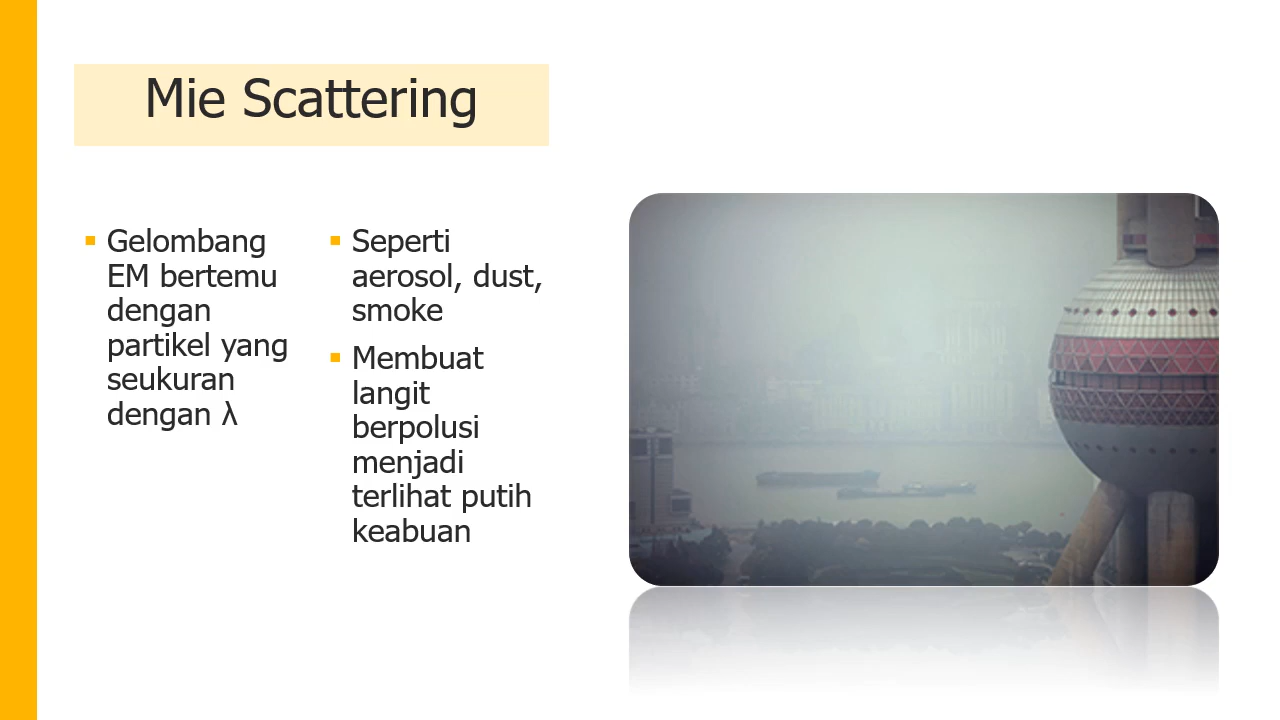 Mie Scattering
Gelombang
EM bertemu
dengan
partikel yang
seukuran
dengan λ
Seperti
aerosol, dust,
smoke
Membuat
langit
berpolusi
menjadi
terlihat putih
keabuan